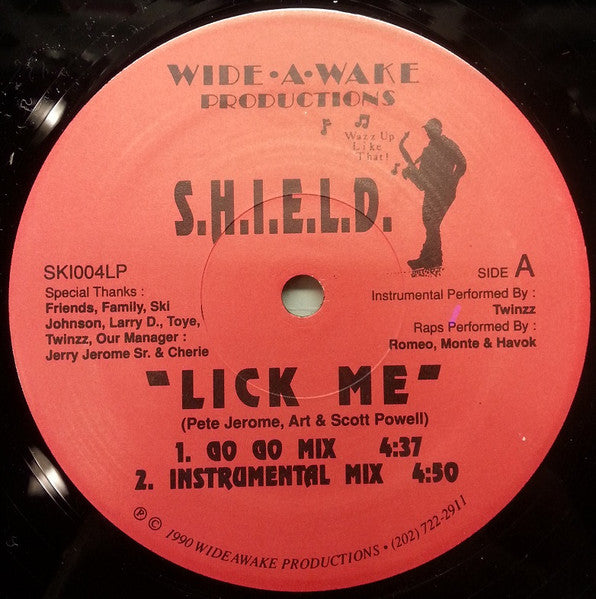 WIDE•A•WAKE
PRODUCTIONS
Wazz Up
Like
That!
S.H.I.E.L.D.
SKI004LP
SIDE A
Special Thanks :
Friends, Family, Ski
Johnson, Larry D., Toye,
Twinzz, Our Manager :
Jerry Jerome Sr. & Cherie
Instrumental Performed By :
Twinzz
Raps Performed By :
Romeo, Monte & Havok
"LICK ME"
(Pete Jerome, Art & Scott Powell)
1. GO GO MIX 4:37
2. INSTRUMENTAL MIX 4:50
℗ © 1990 WIDEAWAKE PRODUCTIONS • (202) 722-2911